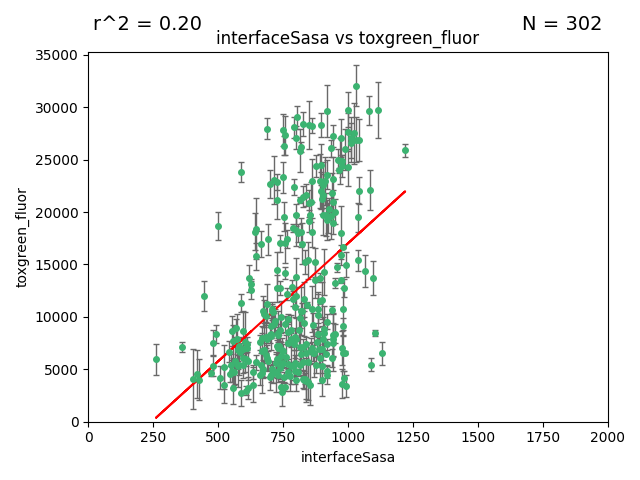 r^2 = 0.20
N = 302
interfaceSasa vs toxgreen_fluor
35000
30000
25000
20000
15000
10000
5000
0
toxgreen_fluor
0 250 500 750 1000 1250 1500 1750 2000
interfaceSasa